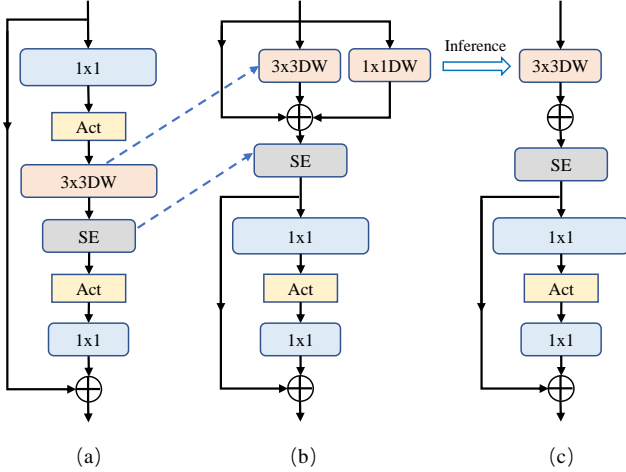 1x1
Act
3x3DW
SE
Act
1x1
(a)
3x3DW
1x1DW
SE
1x1
Act
1x1
(b)
Inference
3x3DW
SE
1x1
Act
1x1
(c)